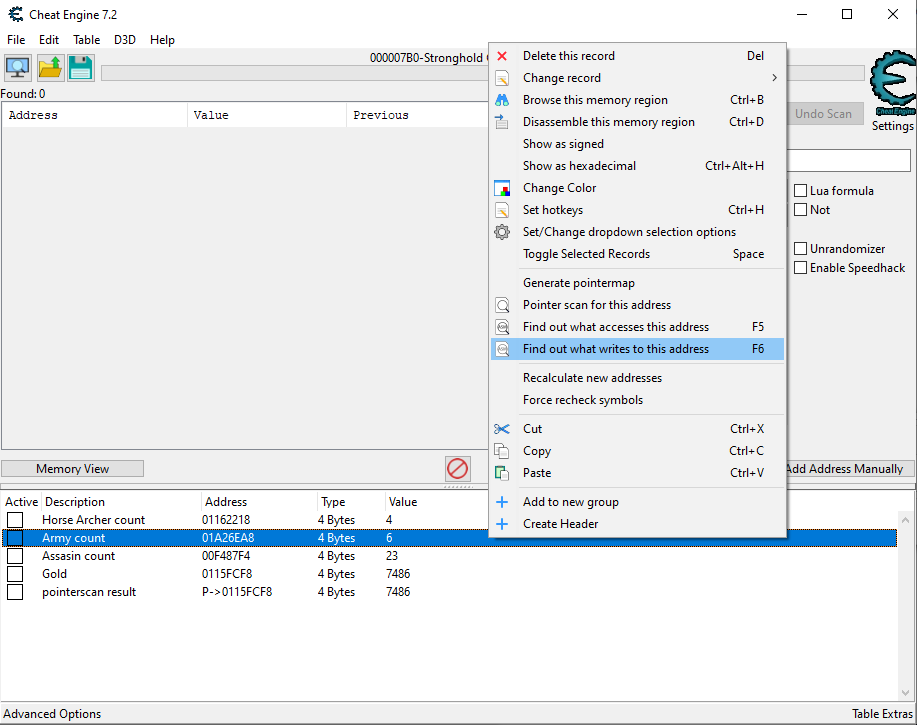 Cheat Engine 7.2
File Edit Table D3D Help
000007B0-Stronghold
Found: 0
Address Value Previous
Undo Scan
Settings
Lua formula
Not
Unrandomizer
Enable Speedhack
Delete this record Del
Change record
Browse this memory region Ctrl+B
Disassemble this memory region Ctrl+D
Show as signed
Show as hexadecimal Ctrl+Alt+H
Change Color
Set hotkeys Ctrl+H
Set/Change dropdown selection options
Toggle Selected Records Space
Generate pointermap
Pointer scan for this address
Find out what accesses this address F5
Find out what writes to this address F6
Recalculate new addresses
Force recheck symbols
Cut Ctrl+X
Copy Ctrl+C
Paste Ctrl+V
Add to new group
Create Header
Memory View
Add Address Manually
Active Description Address Type Value
Horse Archer count 01162218 4 Bytes 4
Army count 01A26EA8 4 Bytes 6
Assasin count 00F487F4 4 Bytes 23
Gold 0115FCF8 4 Bytes 7486
pointerscan result P->0115FCF8 4 Bytes 7486
Advanced Options
Table Extras